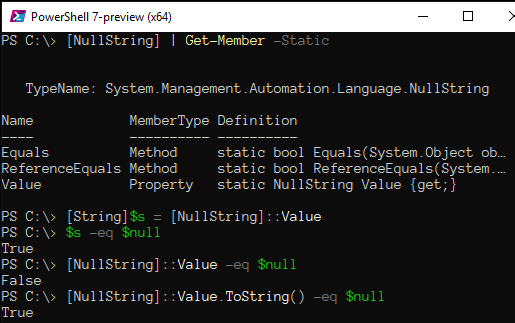 PowerShell 7-preview (x64)
PS C:\> [NullString] | Get-Member -Static
TypeName: System.Management.Automation.Language.NullString
Name MemberType Definition
---- ---------- ----------
Equals Method static bool Equals(System.Object ob…
ReferenceEquals Method static bool ReferenceEquals(System.…
Value Property static NullString Value {get;}
PS C:\> [String]$s = [NullString]::Value
PS C:\> $s -eq $null
True
PS C:\> [NullString]::Value -eq $null
False
PS C:\> [NullString]::Value.ToString() -eq $null
True